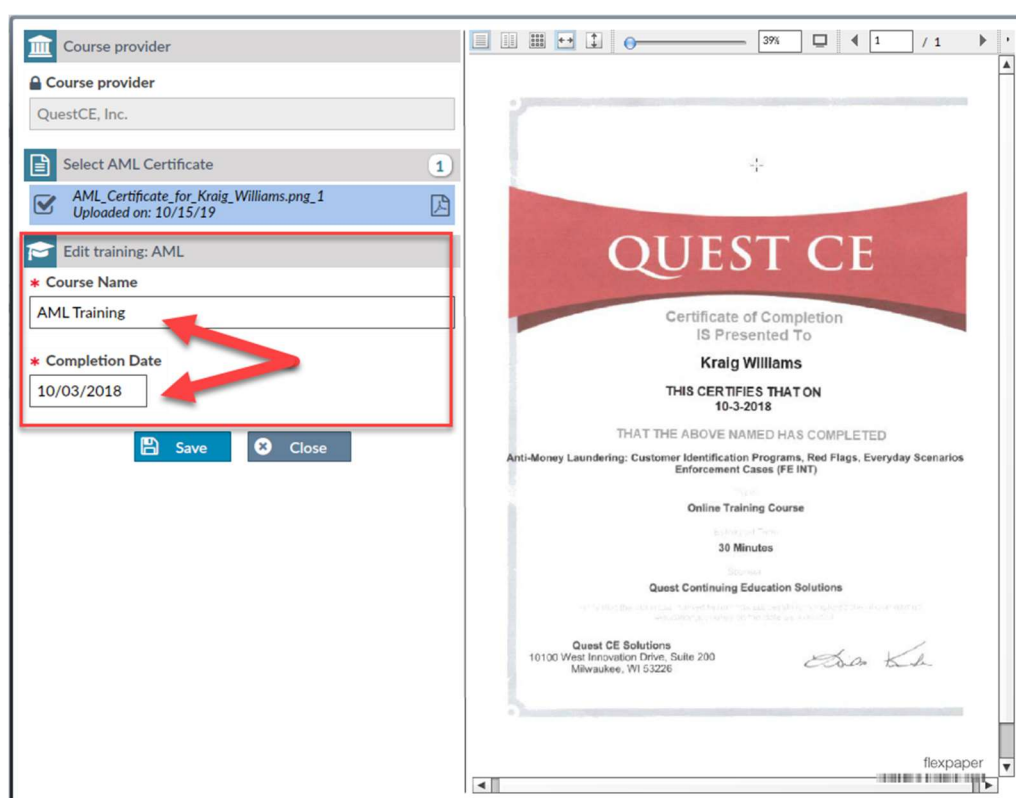 Course provider
Course provider
QuestCE, Inc.
Select AML Certificate 1
AML_Certificate_for_Kraig_Williams.png_1
Uploaded on: 10/15/19
Edit training: AML
* Course Name
AML Training
* Completion Date
10/03/2018
Save Close
39% 1 / 1
QUEST CE
Certificate of Completion
IS Presented To
Kraig Williams
THIS CERTIFIES THAT ON
10-3-2018
THAT THE ABOVE NAMED HAS COMPLETED
Anti-Money Laundering: Customer Identification Programs, Red Flags, Everyday Scenarios
Enforcement Cases (FE INT)
Online Training Course
30 Minutes
Quest Continuing Education Solutions
Quest CE Solutions
10100 West Innovation Drive, Suite 200
Milwaukee, WI 53226
flexpaper